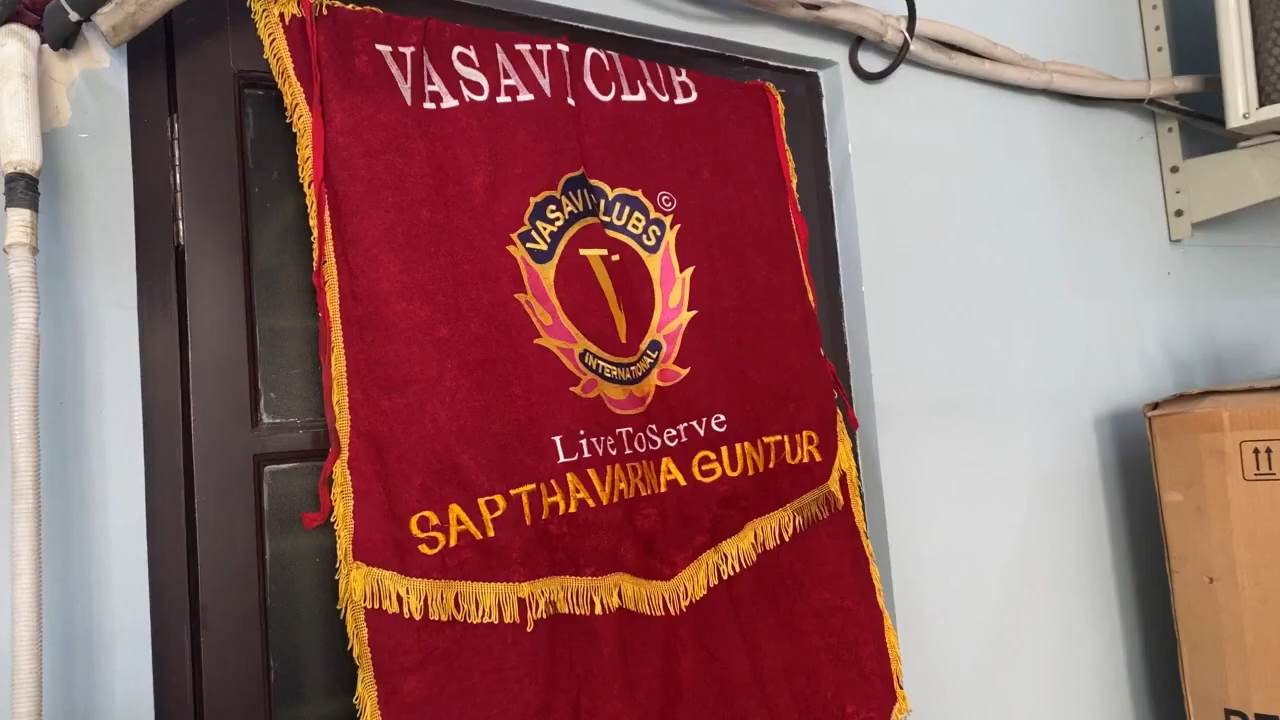 VASAVI CLUB
VASAVI CLUBS ©
INTERNATIONAL
LiveToServe
SAPTHAVARNA GUNTUR